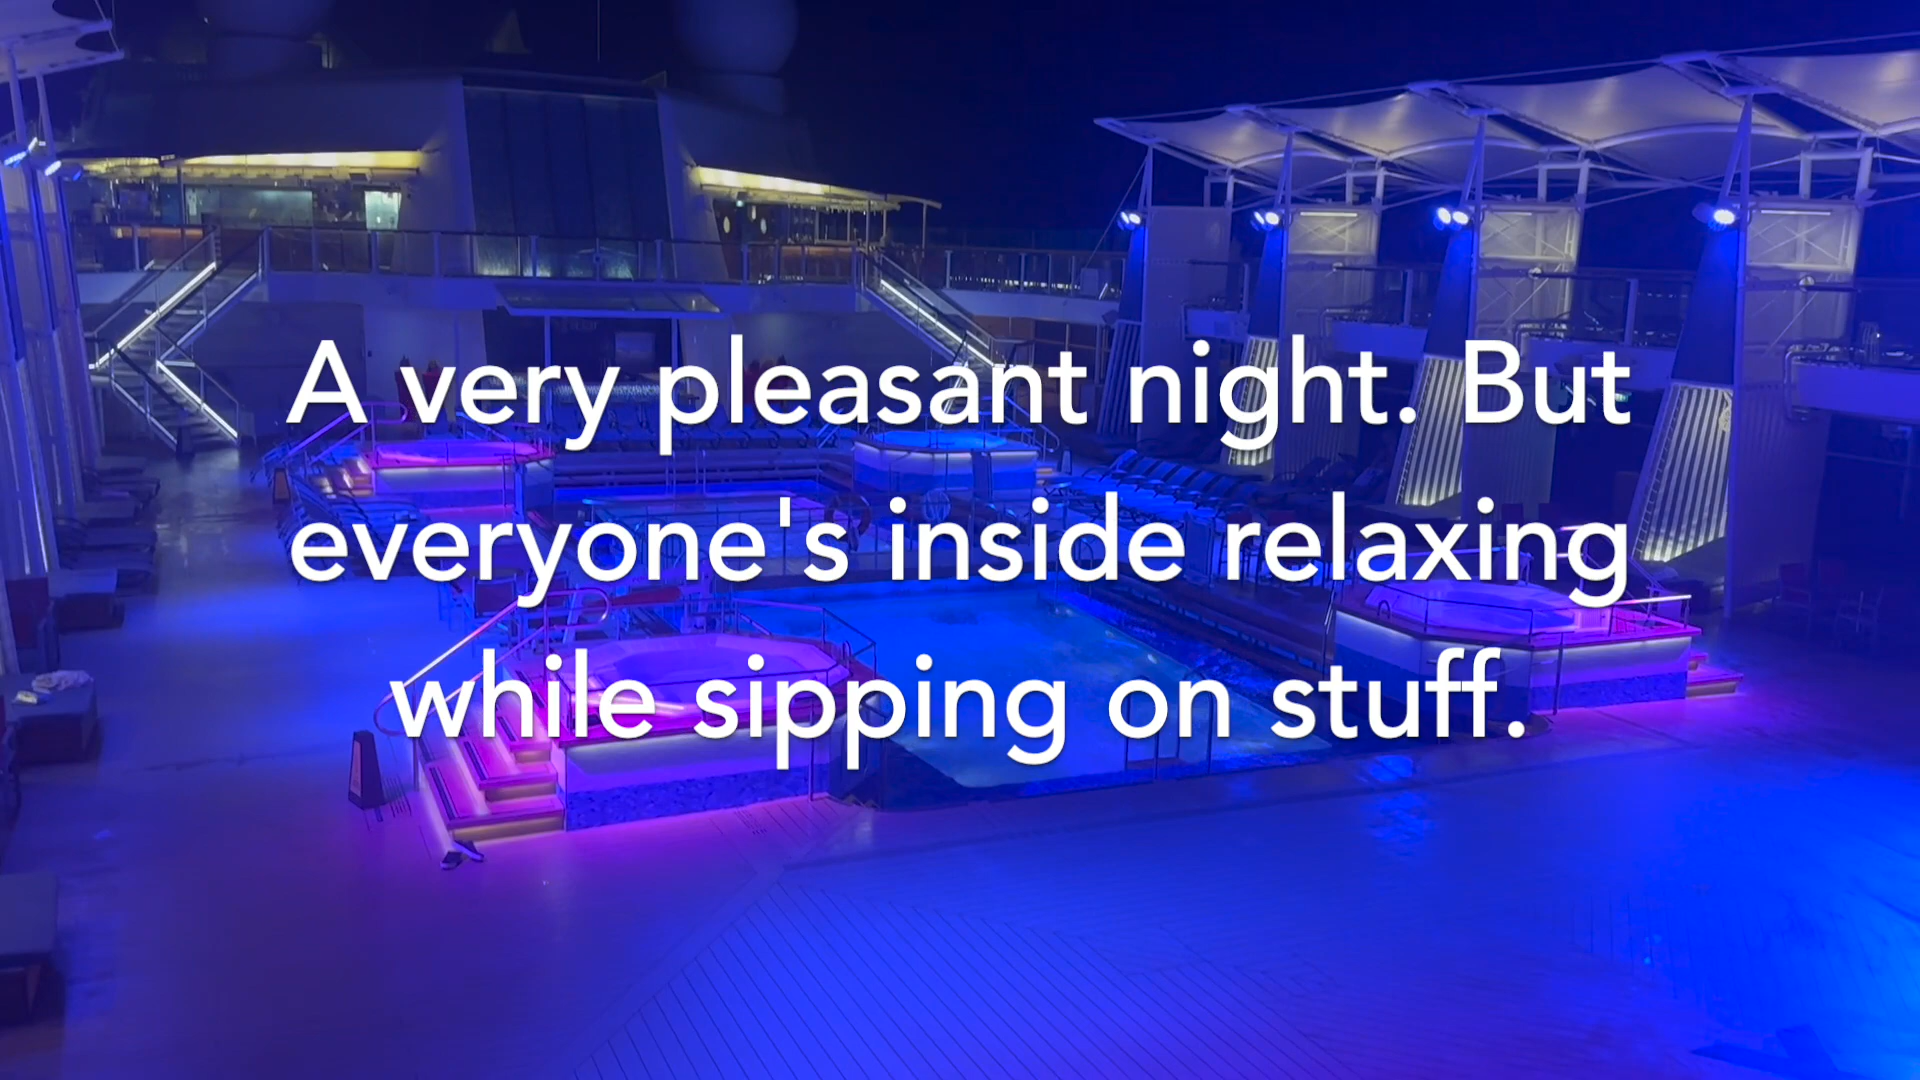 A very pleasant night. But
everyone's inside relaxing
while sipping on stuff.